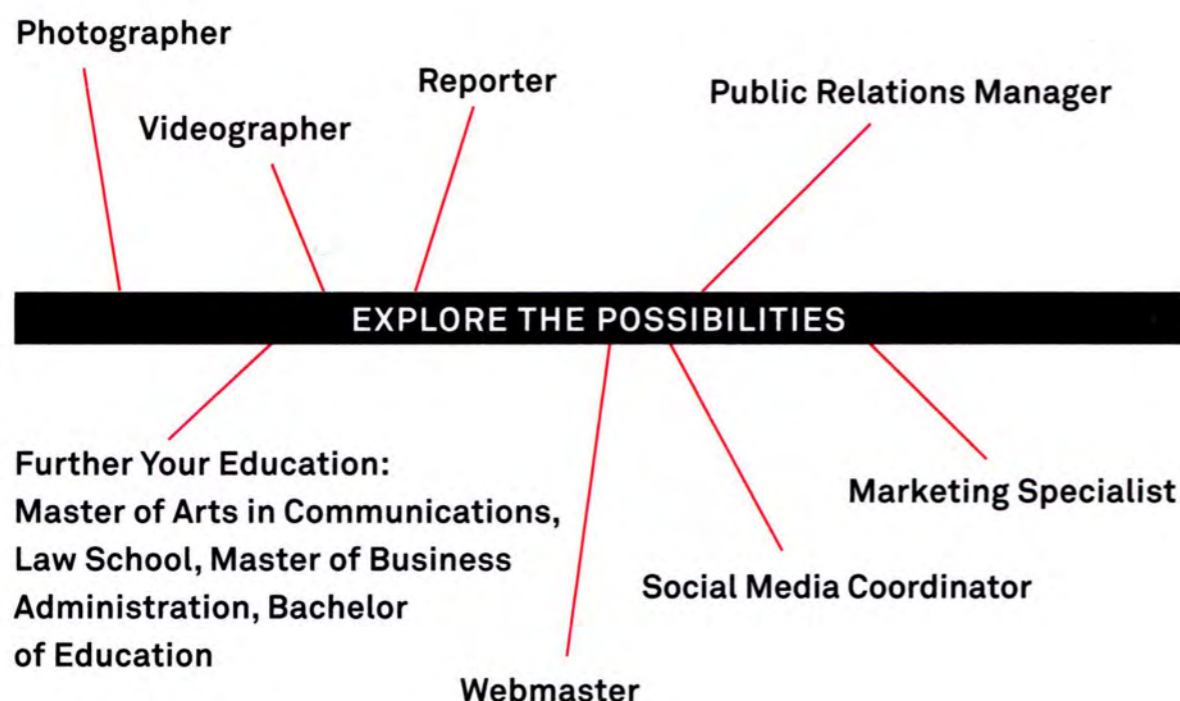 Photographer
Reporter
Public Relations Manager
Videographer
EXPLORE THE POSSIBILITIES
Further Your Education:
Master of Arts in Communications,
Law School, Master of Business
Administration, Bachelor
of Education
Marketing Specialist
Social Media Coordinator
Webmaster